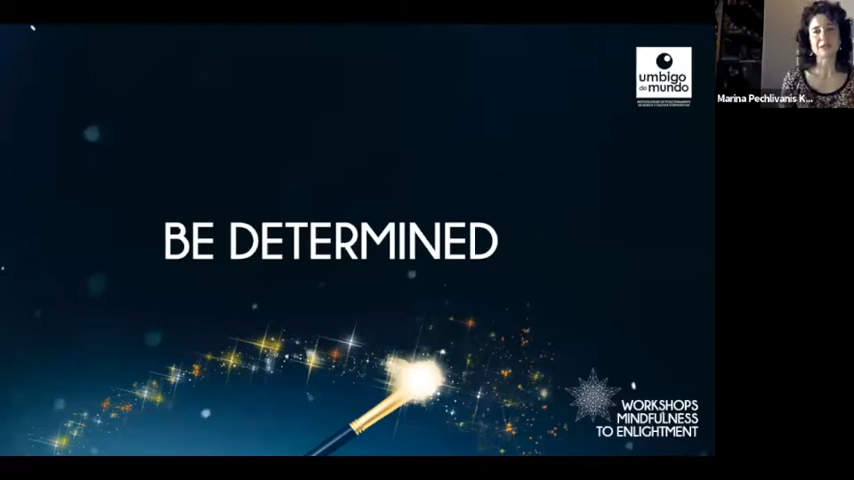 umbigo
do mundo
Marina Pechlivanis K...
BE DETERMINED
WORKSHOPS
MINDFULNESS
TO ENLIGHTMENT